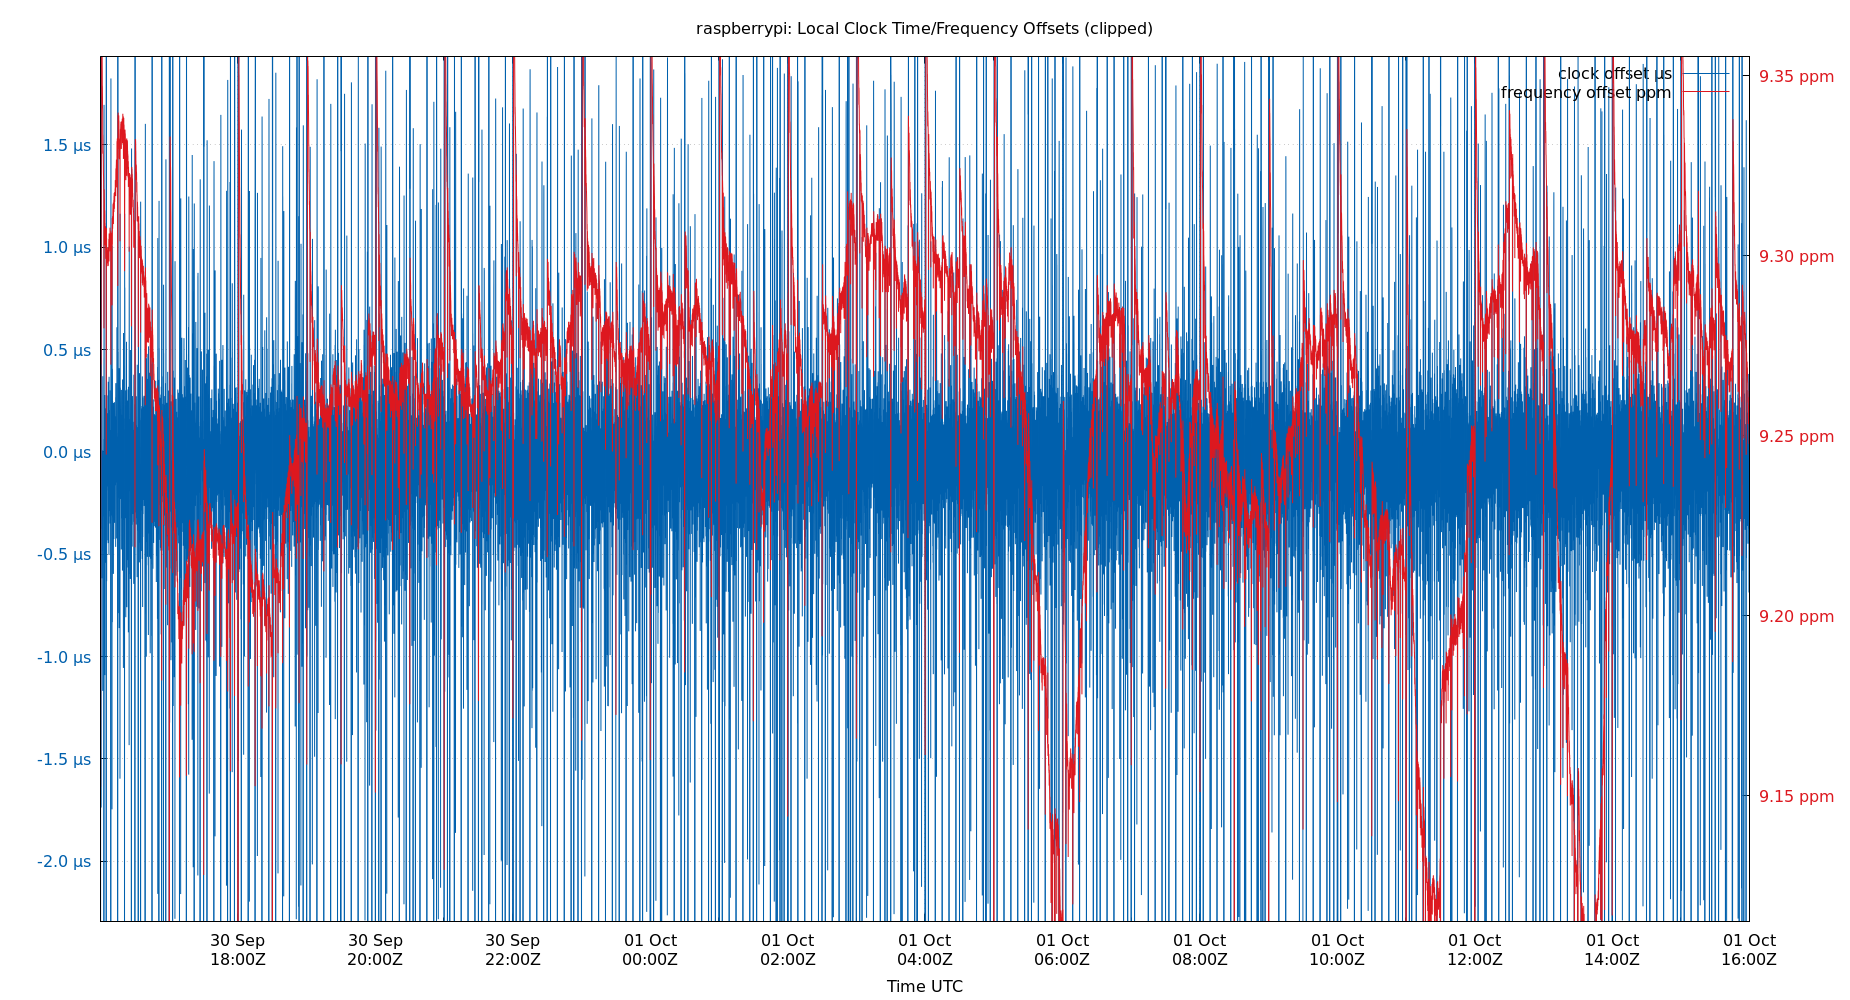 raspberrypi: Local Clock Time/Frequency Offsets (clipped)
clock offset µs
frequency offset ppm
1.5 µs
1.0 µs
0.5 µs
0.0 µs
-0.5 µs
-1.0 µs
-1.5 µs
-2.0 µs
9.35 ppm
9.30 ppm
9.25 ppm
9.20 ppm
9.15 ppm
30 Sep
18:00Z
30 Sep
20:00Z
30 Sep
22:00Z
01 Oct
00:00Z
01 Oct
02:00Z
01 Oct
04:00Z
01 Oct
06:00Z
01 Oct
08:00Z
01 Oct
10:00Z
01 Oct
12:00Z
01 Oct
14:00Z
01 Oct
16:00Z
Time UTC